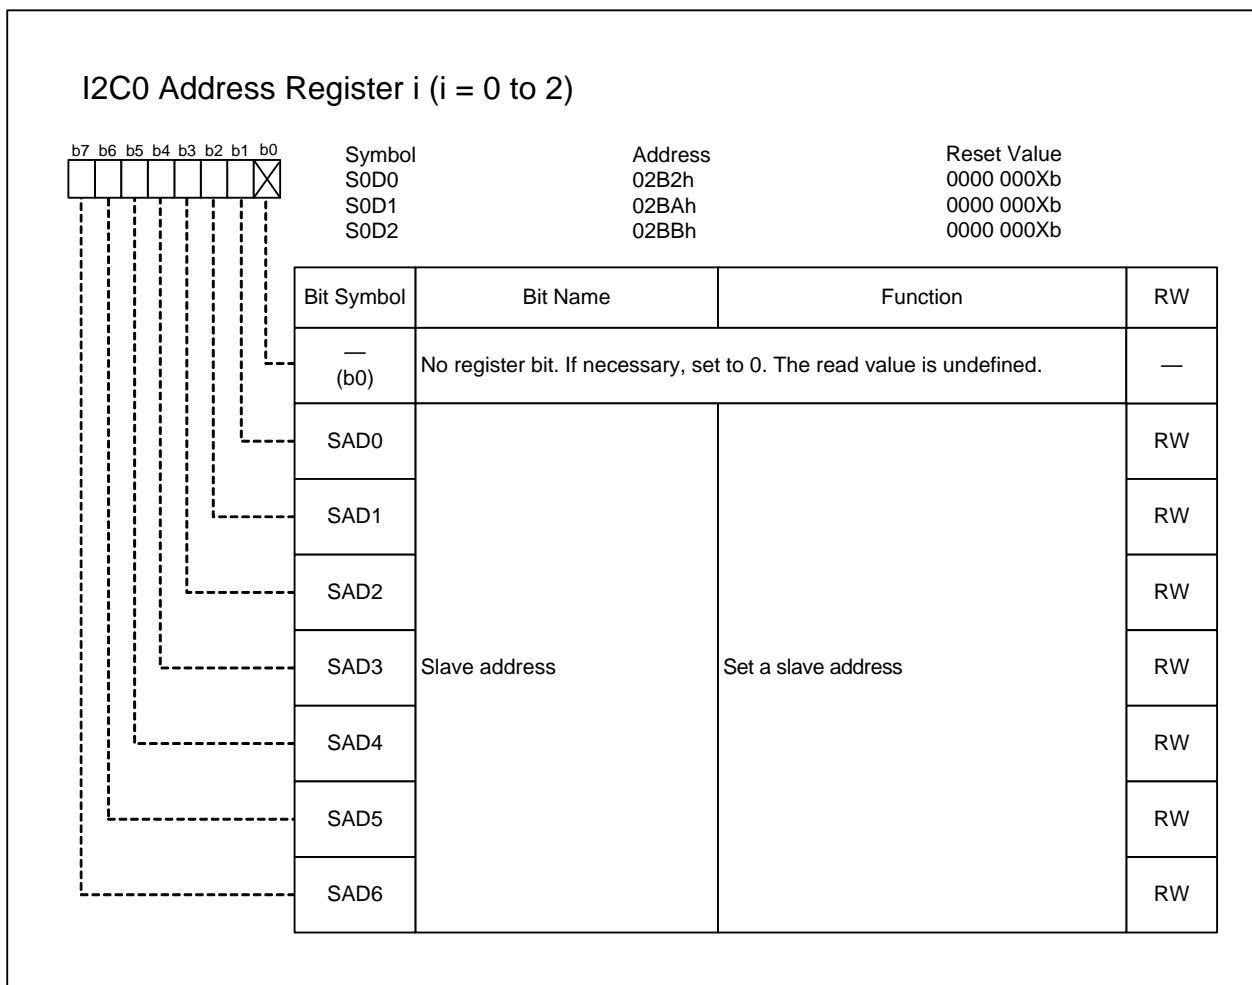 I2C0 Address Register i (i = 0 to 2)
b7 b6 b5 b4 b3 b2 b1 b0
Symbol Address Reset Value
S0D0 02B2h 0000 000Xb
S0D1 02BAh 0000 000Xb
S0D2 02BBh 0000 000Xb
Bit Symbol Bit Name Function RW
—
(b0) No register bit. If necessary, set to 0. The read value is undefined. —
SAD0 RW
SAD1 RW
SAD2 RW
SAD3 Slave address Set a slave address RW
SAD4 RW
SAD5 RW
SAD6 RW